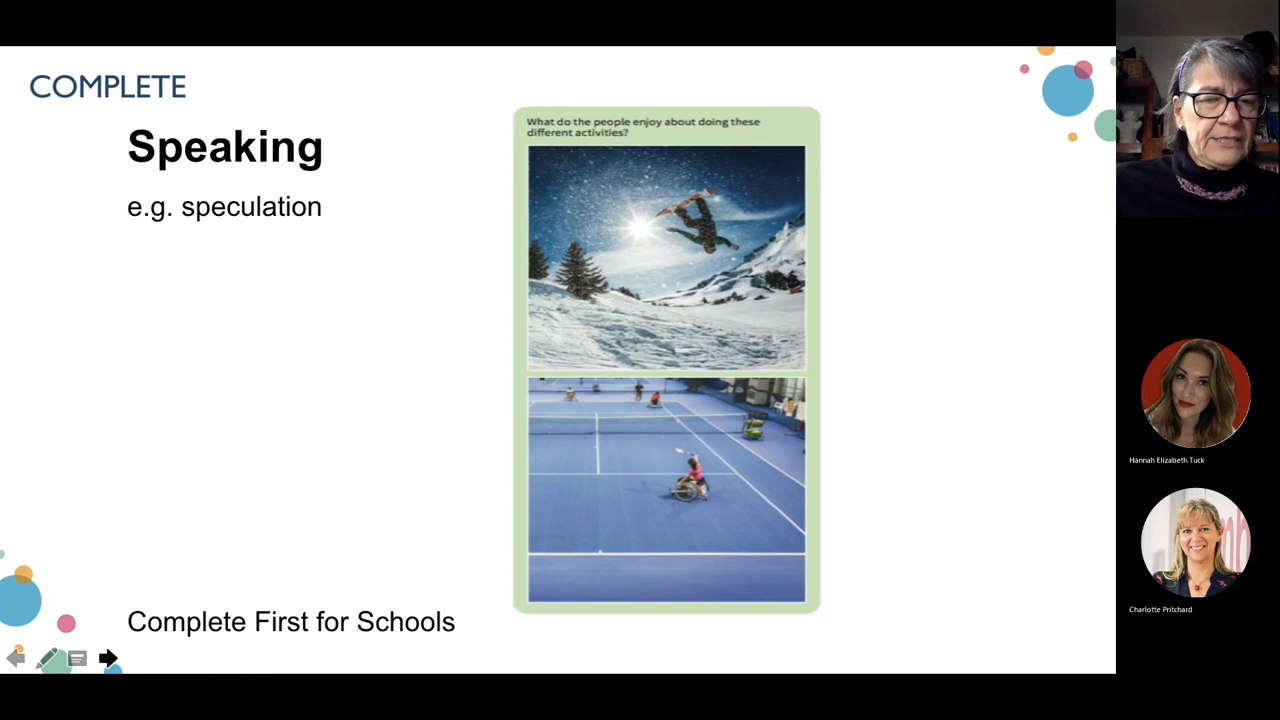 COMPLETE
Speaking
e.g. speculation
What do the people enjoy about doing these
different activities?
Complete First for Schools
Hannah Elizabeth Tuck
Charlotte Pritchard